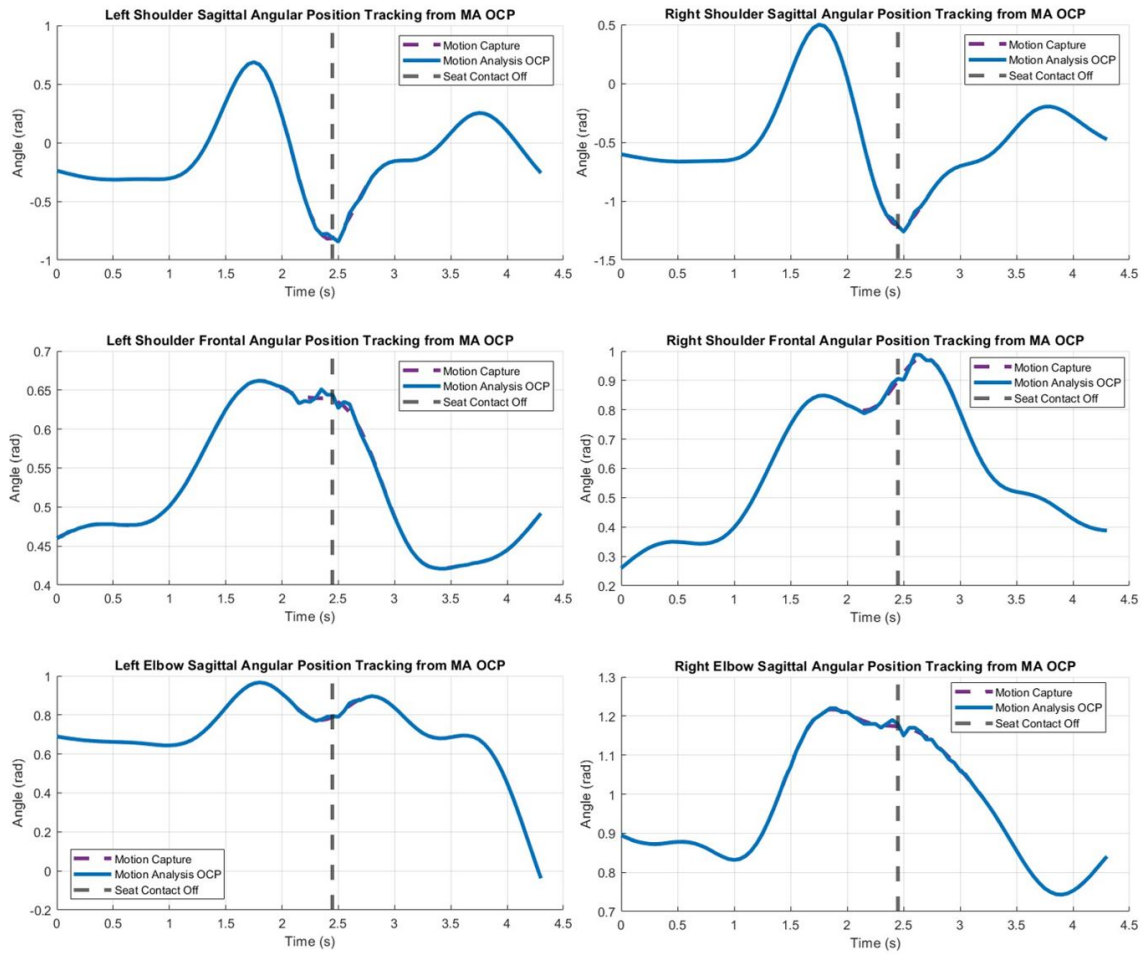 Left Shoulder Sagittal Angular Position Tracking from MA OCP
1
0.5
0
-0.5
-1
Angle (rad)
Motion Capture
Motion Analysis OCP
Seat Contact Off
0 0.5 1 1.5 2 2.5 3 3.5 4 4.5
Time (s)
Right Shoulder Sagittal Angular Position Tracking from MA OCP
0.5
0
-0.5
-1
-1.5
Angle (rad)
Motion Capture
Motion Analysis OCP
Seat Contact Off
0 0.5 1 1.5 2 2.5 3 3.5 4 4.5
Time (s)
Left Shoulder Frontal Angular Position Tracking from MA OCP
0.7
0.65
0.6
0.55
0.5
0.45
0.4
Angle (rad)
Motion Capture
Motion Analysis OCP
Seat Contact Off
0 0.5 1 1.5 2 2.5 3 3.5 4 4.5
Time (s)
Right Shoulder Frontal Angular Position Tracking from MA OCP
1
0.9
0.8
0.7
0.6
0.5
0.4
0.3
0.2
Angle (rad)
Motion Capture
Motion Analysis OCP
Seat Contact Off
0 0.5 1 1.5 2 2.5 3 3.5 4 4.5
Time (s)
Left Elbow Sagittal Angular Position Tracking from MA OCP
1
0.8
0.6
0.4
0.2
0
-0.2
Angle (rad)
Motion Capture
Motion Analysis OCP
Seat Contact Off
0 0.5 1 1.5 2 2.5 3 3.5 4 4.5
Time (s)
Right Elbow Sagittal Angular Position Tracking from MA OCP
1.3
1.2
1.1
1
0.9
0.8
0.7
Angle (rad)
Motion Capture
Motion Analysis OCP
Seat Contact Off
0 0.5 1 1.5 2 2.5 3 3.5 4 4.5
Time (s)